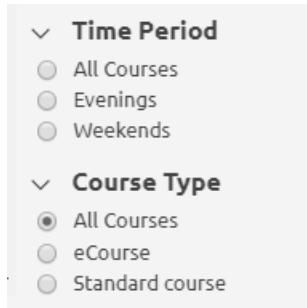 Time Period
All Courses
Evenings
Weekends
Course Type
All Courses
eCourse
Standard course